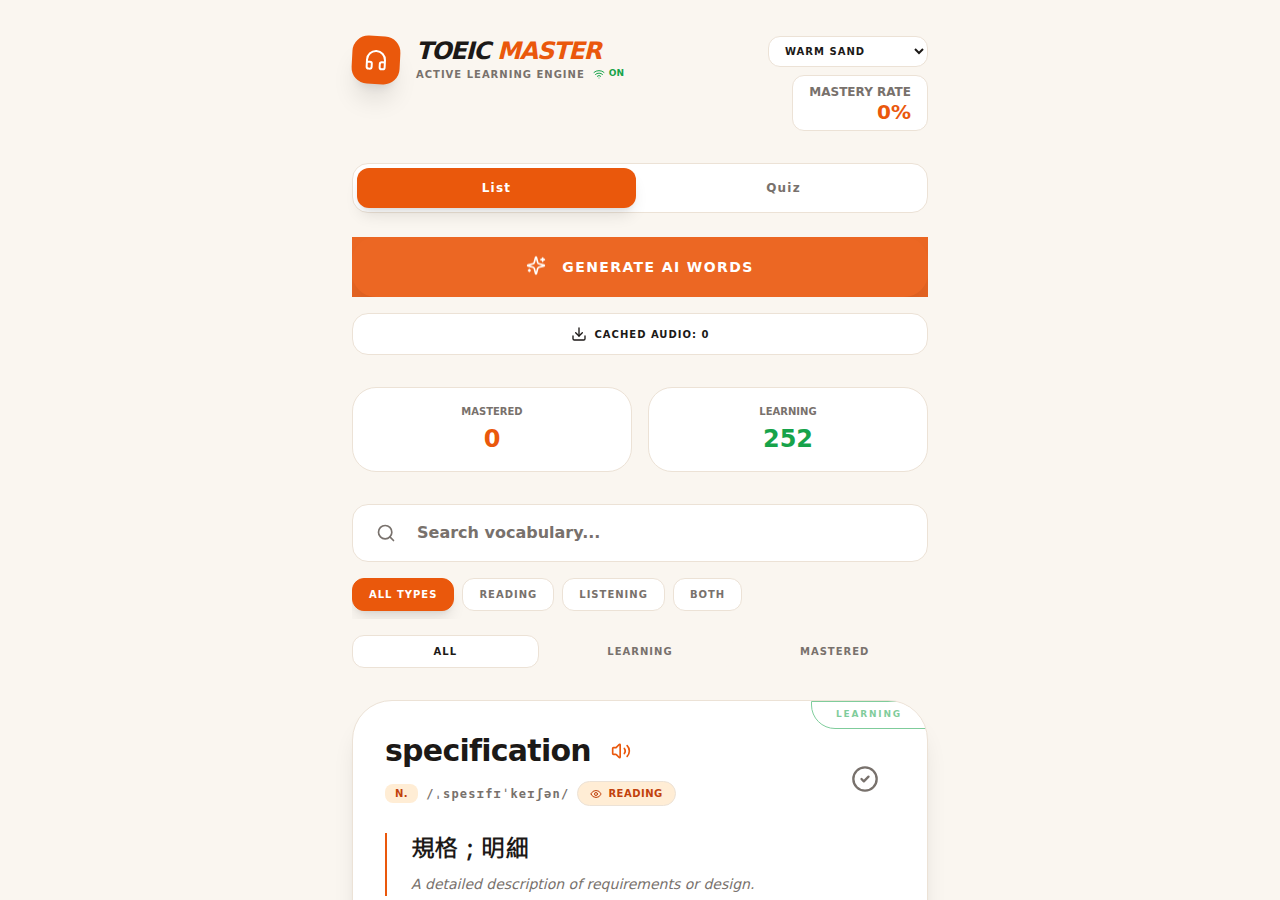 TOEIC MASTER
ACTIVE LEARNING ENGINE ON
WARM SAND
MASTERY RATE
0%
List Quiz
GENERATE AI WORDS
CACHED AUDIO: 0
MASTERED
0
LEARNING
252
Search vocabulary...
ALL TYPES READING LISTENING BOTH
ALL LEARNING MASTERED
LEARNING
specification
N. /ˌspesɪfɪˈkeɪʃən/ READING
規格；明細
A detailed description of requirements or design.